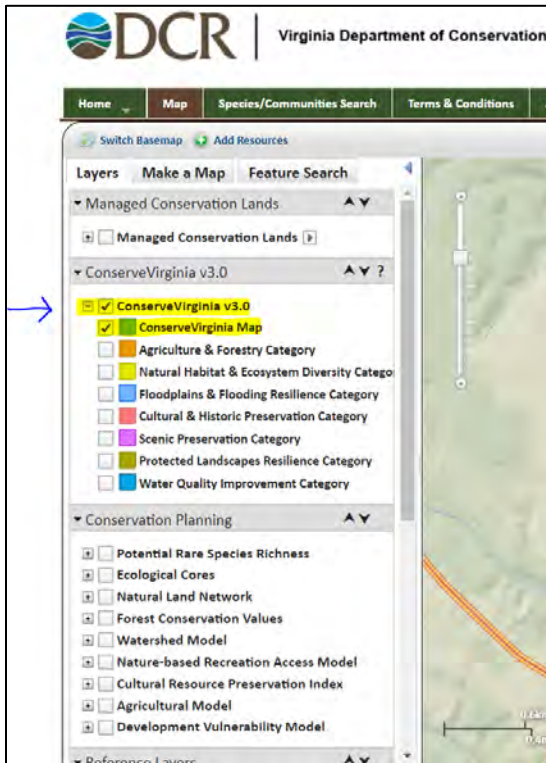 DCR
Virginia Department of Conservation
Home Map Species/Communities Search Terms & Conditions
Switch Basemap Add Resources
Layers Make a Map Feature Search
Managed Conservation Lands
Managed Conservation Lands
ConserveVirginia v3.0 ?
ConserveVirginia v3.0
ConserveVirginia Map
Agriculture & Forestry Category
Natural Habitat & Ecosystem Diversity Catego
Floodplains & Flooding Resilience Category
Cultural & Historic Preservation Category
Scenic Preservation Category
Protected Landscapes Resilience Category
Water Quality Improvement Category
Conservation Planning
Potential Rare Species Richness
Ecological Cores
Natural Land Network
Forest Conservation Values
Watershed Model
Nature-based Recreation Access Model
Cultural Resource Preservation Index
Agricultural Model
Development Vulnerability Model
Reference Layers